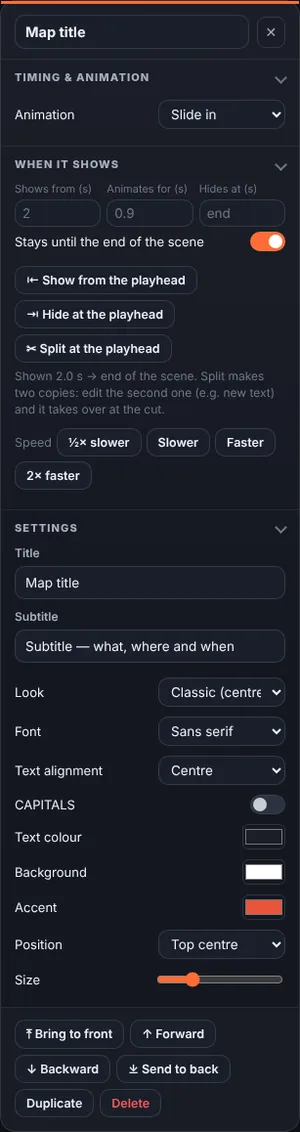 Map title
✕
TIMING & ANIMATION
Animation
Slide in
WHEN IT SHOWS
Shows from (s) Animates for (s) Hides at (s)
2 0.9 end
Stays until the end of the scene
⇤ Show from the playhead
⇥ Hide at the playhead
✂ Split at the playhead
Shown 2.0 s → end of the scene. Split makes
two copies: edit the second one (e.g. new text)
and it takes over at the cut.
Speed ½× slower Slower Faster
2× faster
SETTINGS
Title
Map title
Subtitle
Subtitle — what, where and when
Look Classic (centre
Font Sans serif
Text alignment Centre
CAPITALS
Text colour
Background
Accent
Position Top centre
Size
⤒ Bring to front ↑ Forward
↓ Backward ⤓ Send to back
Duplicate Delete